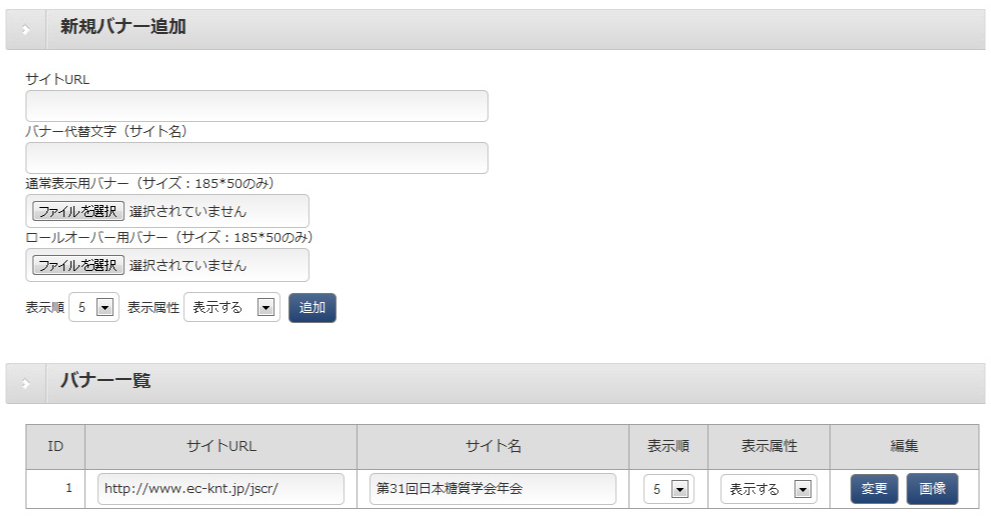 新規バナー追加
サイトURL
バナー代替文字（サイト名）
通常表示用バナー（サイズ：185*50のみ）
ファイルを選択 選択されていません
ロールオーバー用バナー（サイズ：185*50のみ）
ファイルを選択 選択されていません
表示順 5 表示属性 表示する 追加
バナー一覧
ID サイトURL サイト名 表示順 表示属性 編集
1 http://www.ec-knt.jp/jscr/ 第31回日本糖質学会年会 5 表示する 変更 画像